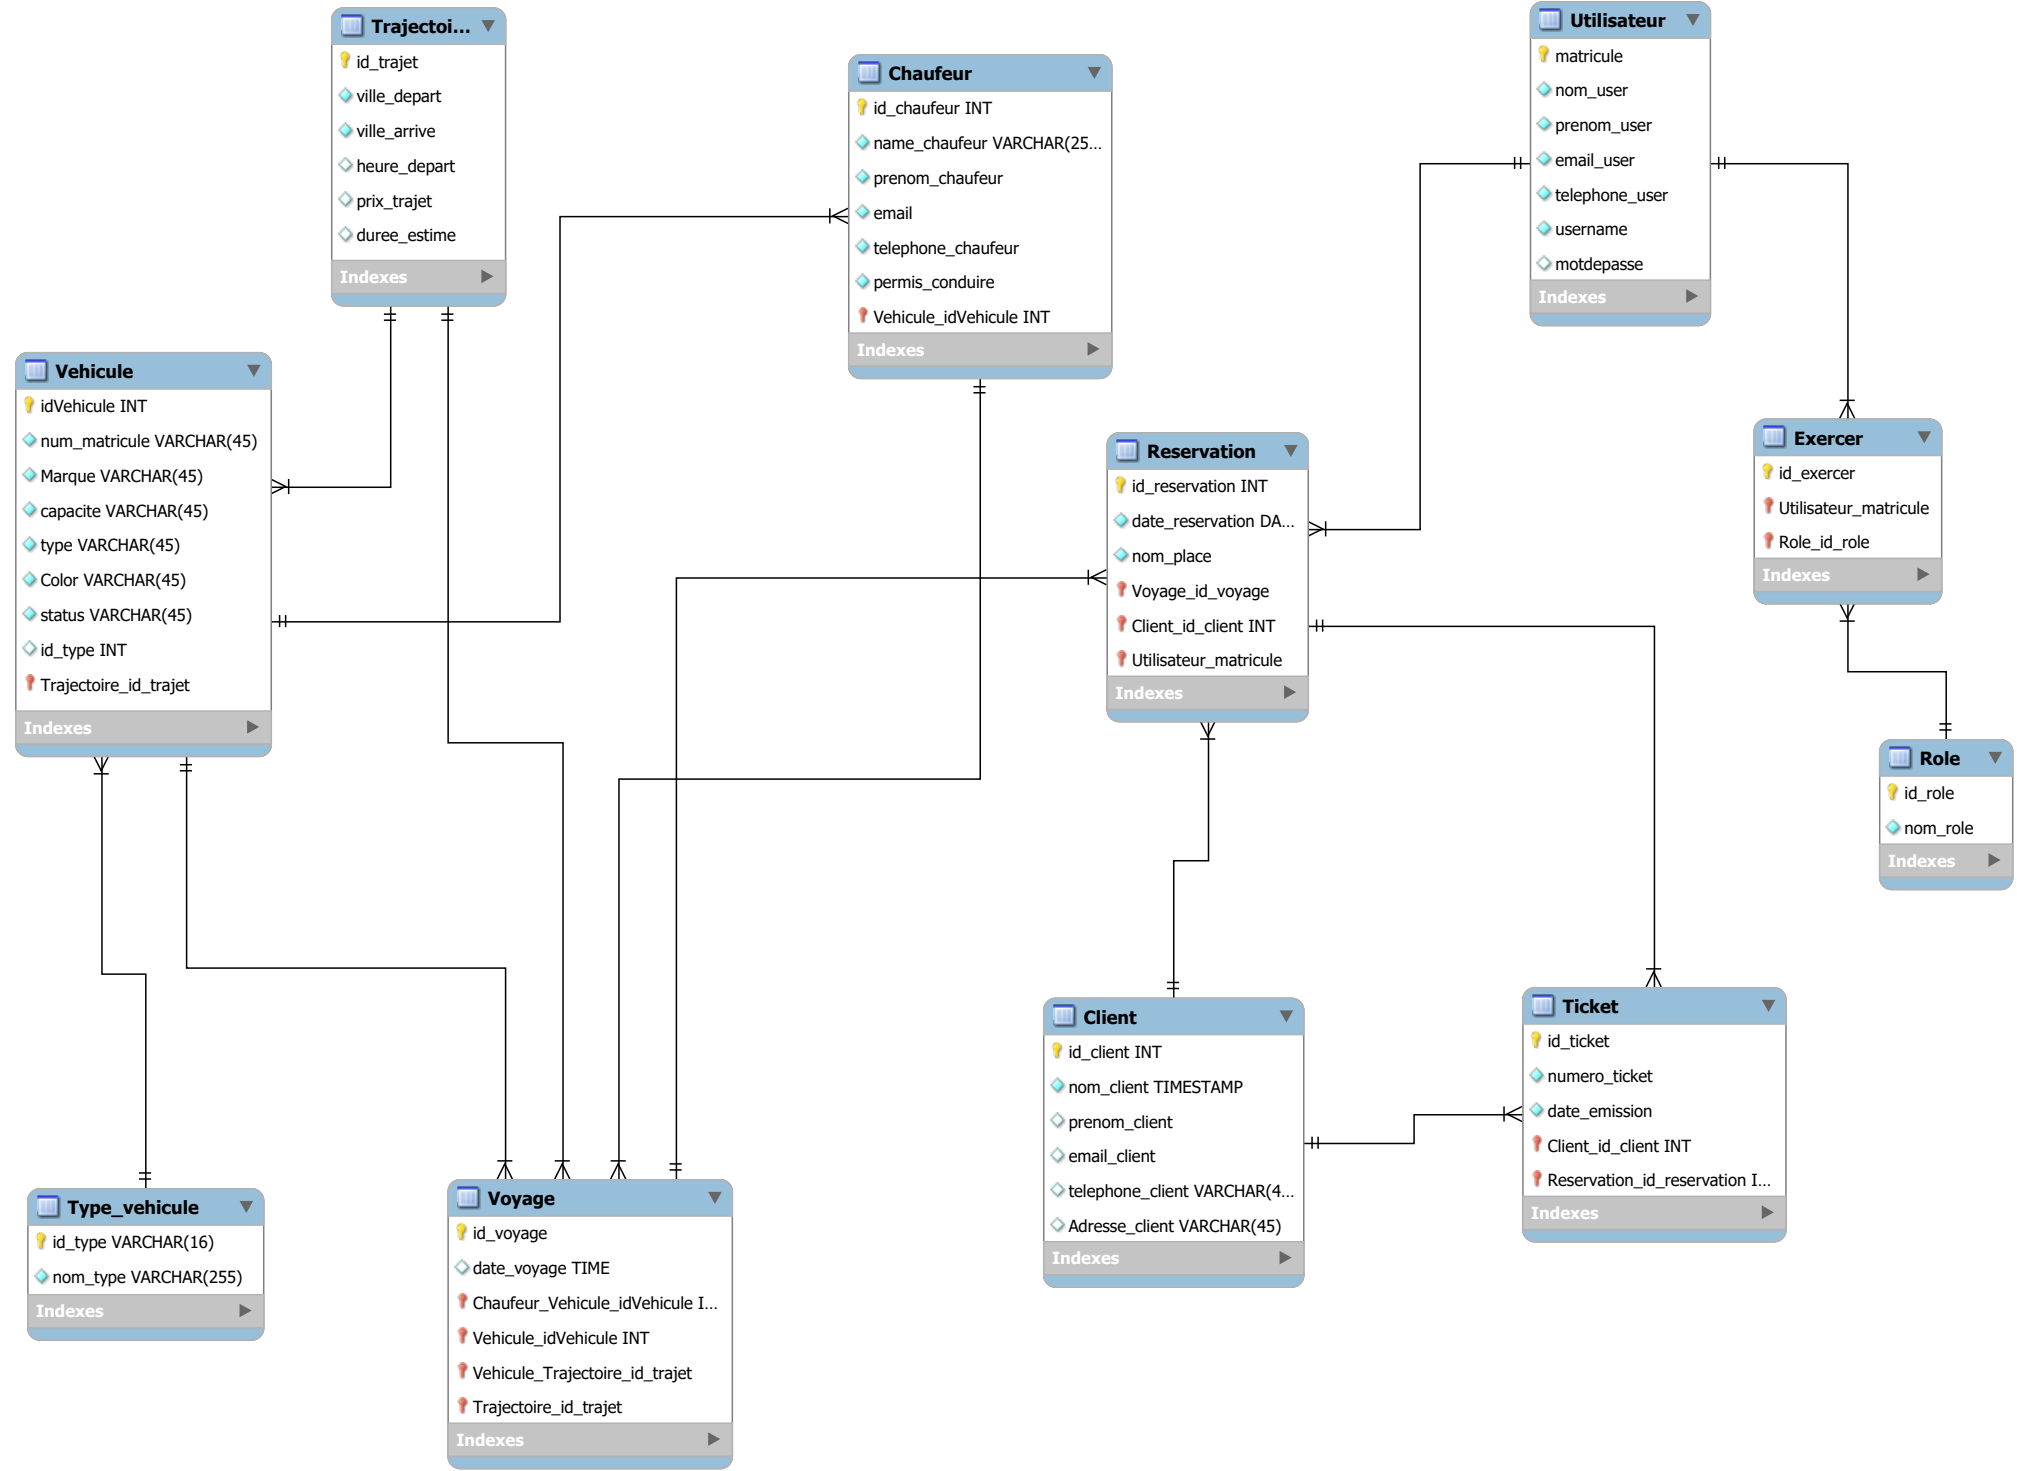 Trajectoi...
id_trajet
ville_depart
ville_arrive
heure_depart
prix_trajet
duree_estime
Indexes
Chaufeur
id_chaufeur INT
name_chaufeur VARCHAR(25...
prenom_chaufeur
email
telephone_chaufeur
permis_conduire
Vehicule_idVehicule INT
Indexes
Utilisateur
matricule
nom_user
prenom_user
email_user
telephone_user
username
motdepasse
Indexes
Vehicule
idVehicule INT
num_matricule VARCHAR(45)
Marque VARCHAR(45)
capacite VARCHAR(45)
type VARCHAR(45)
Color VARCHAR(45)
status VARCHAR(45)
id_type INT
Trajectoire_id_trajet
Indexes
Reservation
id_reservation INT
date_reservation DA...
nom_place
Voyage_id_voyage
Client_id_client INT
Utilisateur_matricule
Indexes
Exercer
id_exercer
Utilisateur_matricule
Role_id_role
Indexes
Role
id_role
nom_role
Indexes
Client
id_client INT
nom_client TIMESTAMP
prenom_client
email_client
telephone_client VARCHAR(4...
Adresse_client VARCHAR(45)
Indexes
Ticket
id_ticket
numero_ticket
date_emission
Client_id_client INT
Reservation_id_reservation I...
Indexes
Type_vehicule
id_type VARCHAR(16)
nom_type VARCHAR(255)
Indexes
Voyage
id_voyage
date_voyage TIME
Chaufeur_Vehicule_idVehicule I...
Vehicule_idVehicule INT
Vehicule_Trajectoire_id_trajet
Trajectoire_id_trajet
Indexes